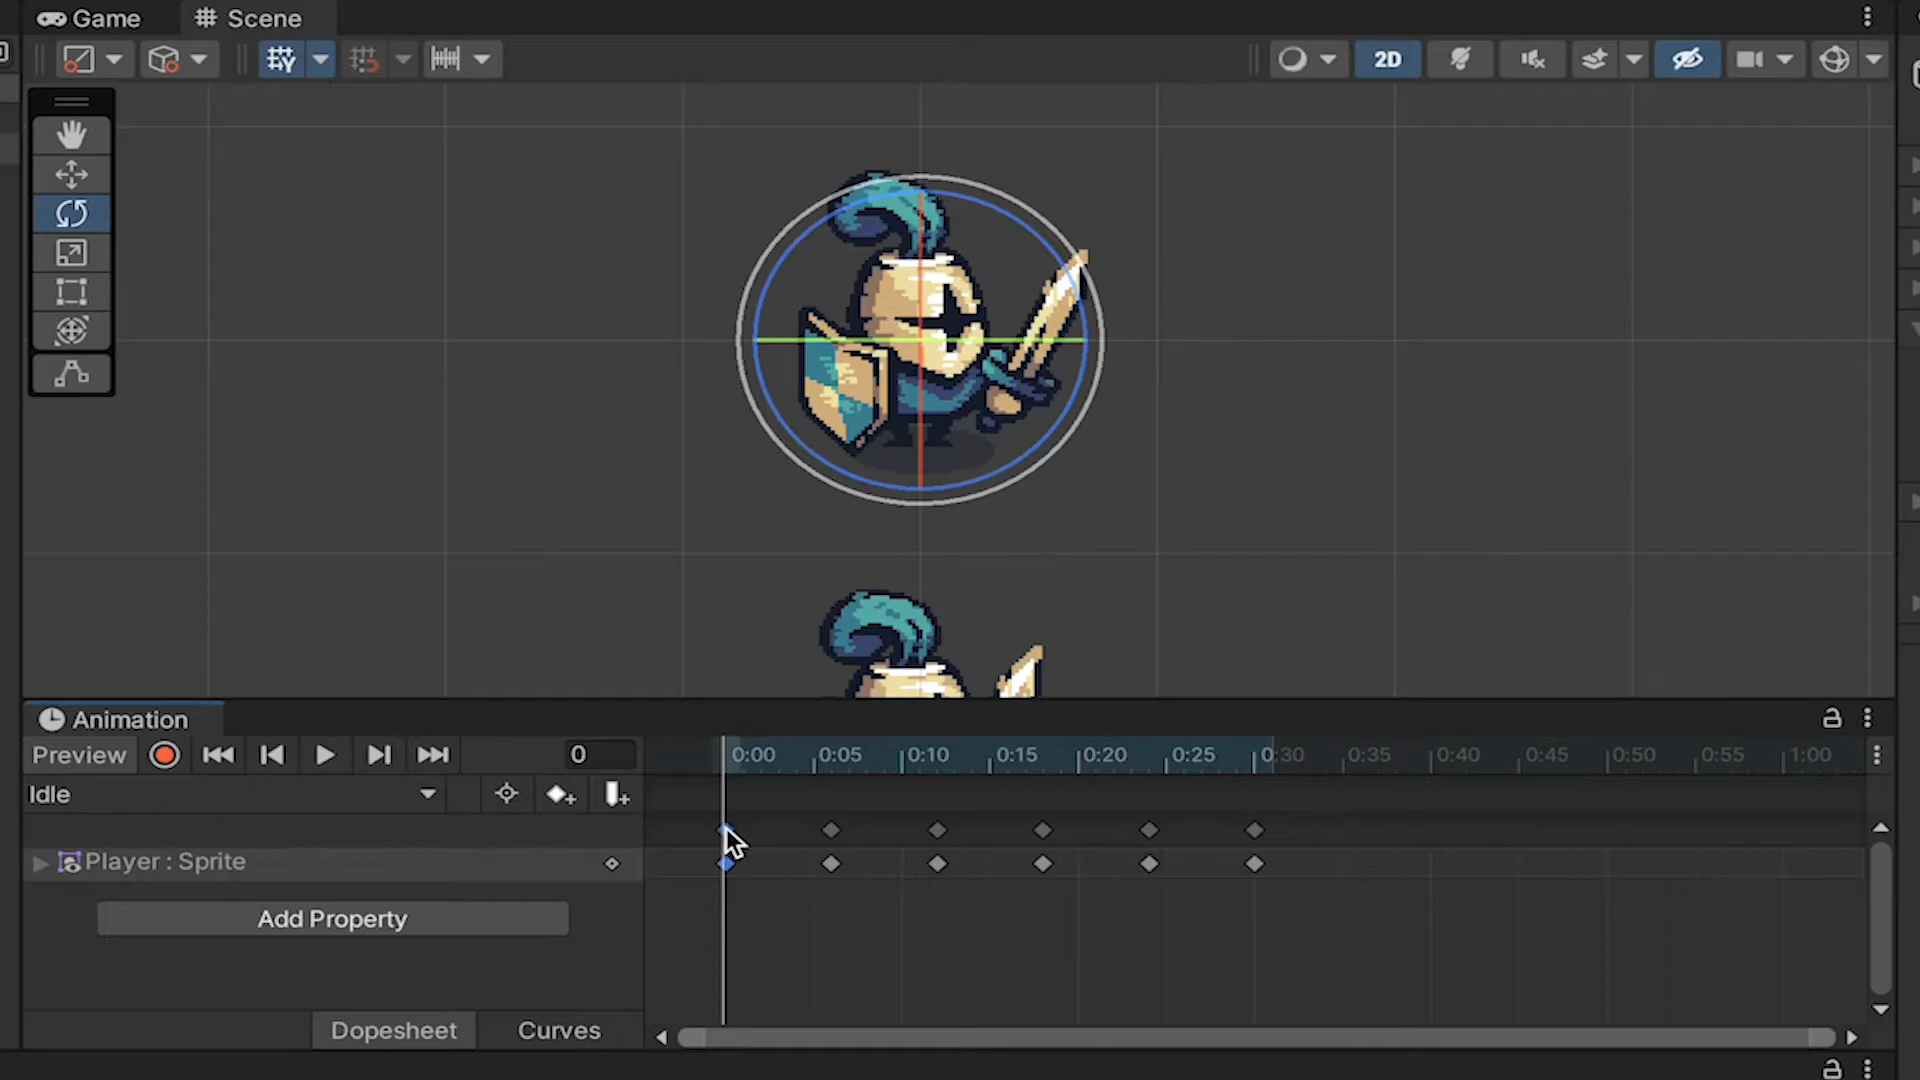 Game
Scene
2D
Animation
Preview
0
0:00 0:05 0:10 0:15 0:20 0:25 0:30 0:35 0:40 0:45 0:50 0:55 1:00
Idle
Player : Sprite
Add Property
Dopesheet
Curves